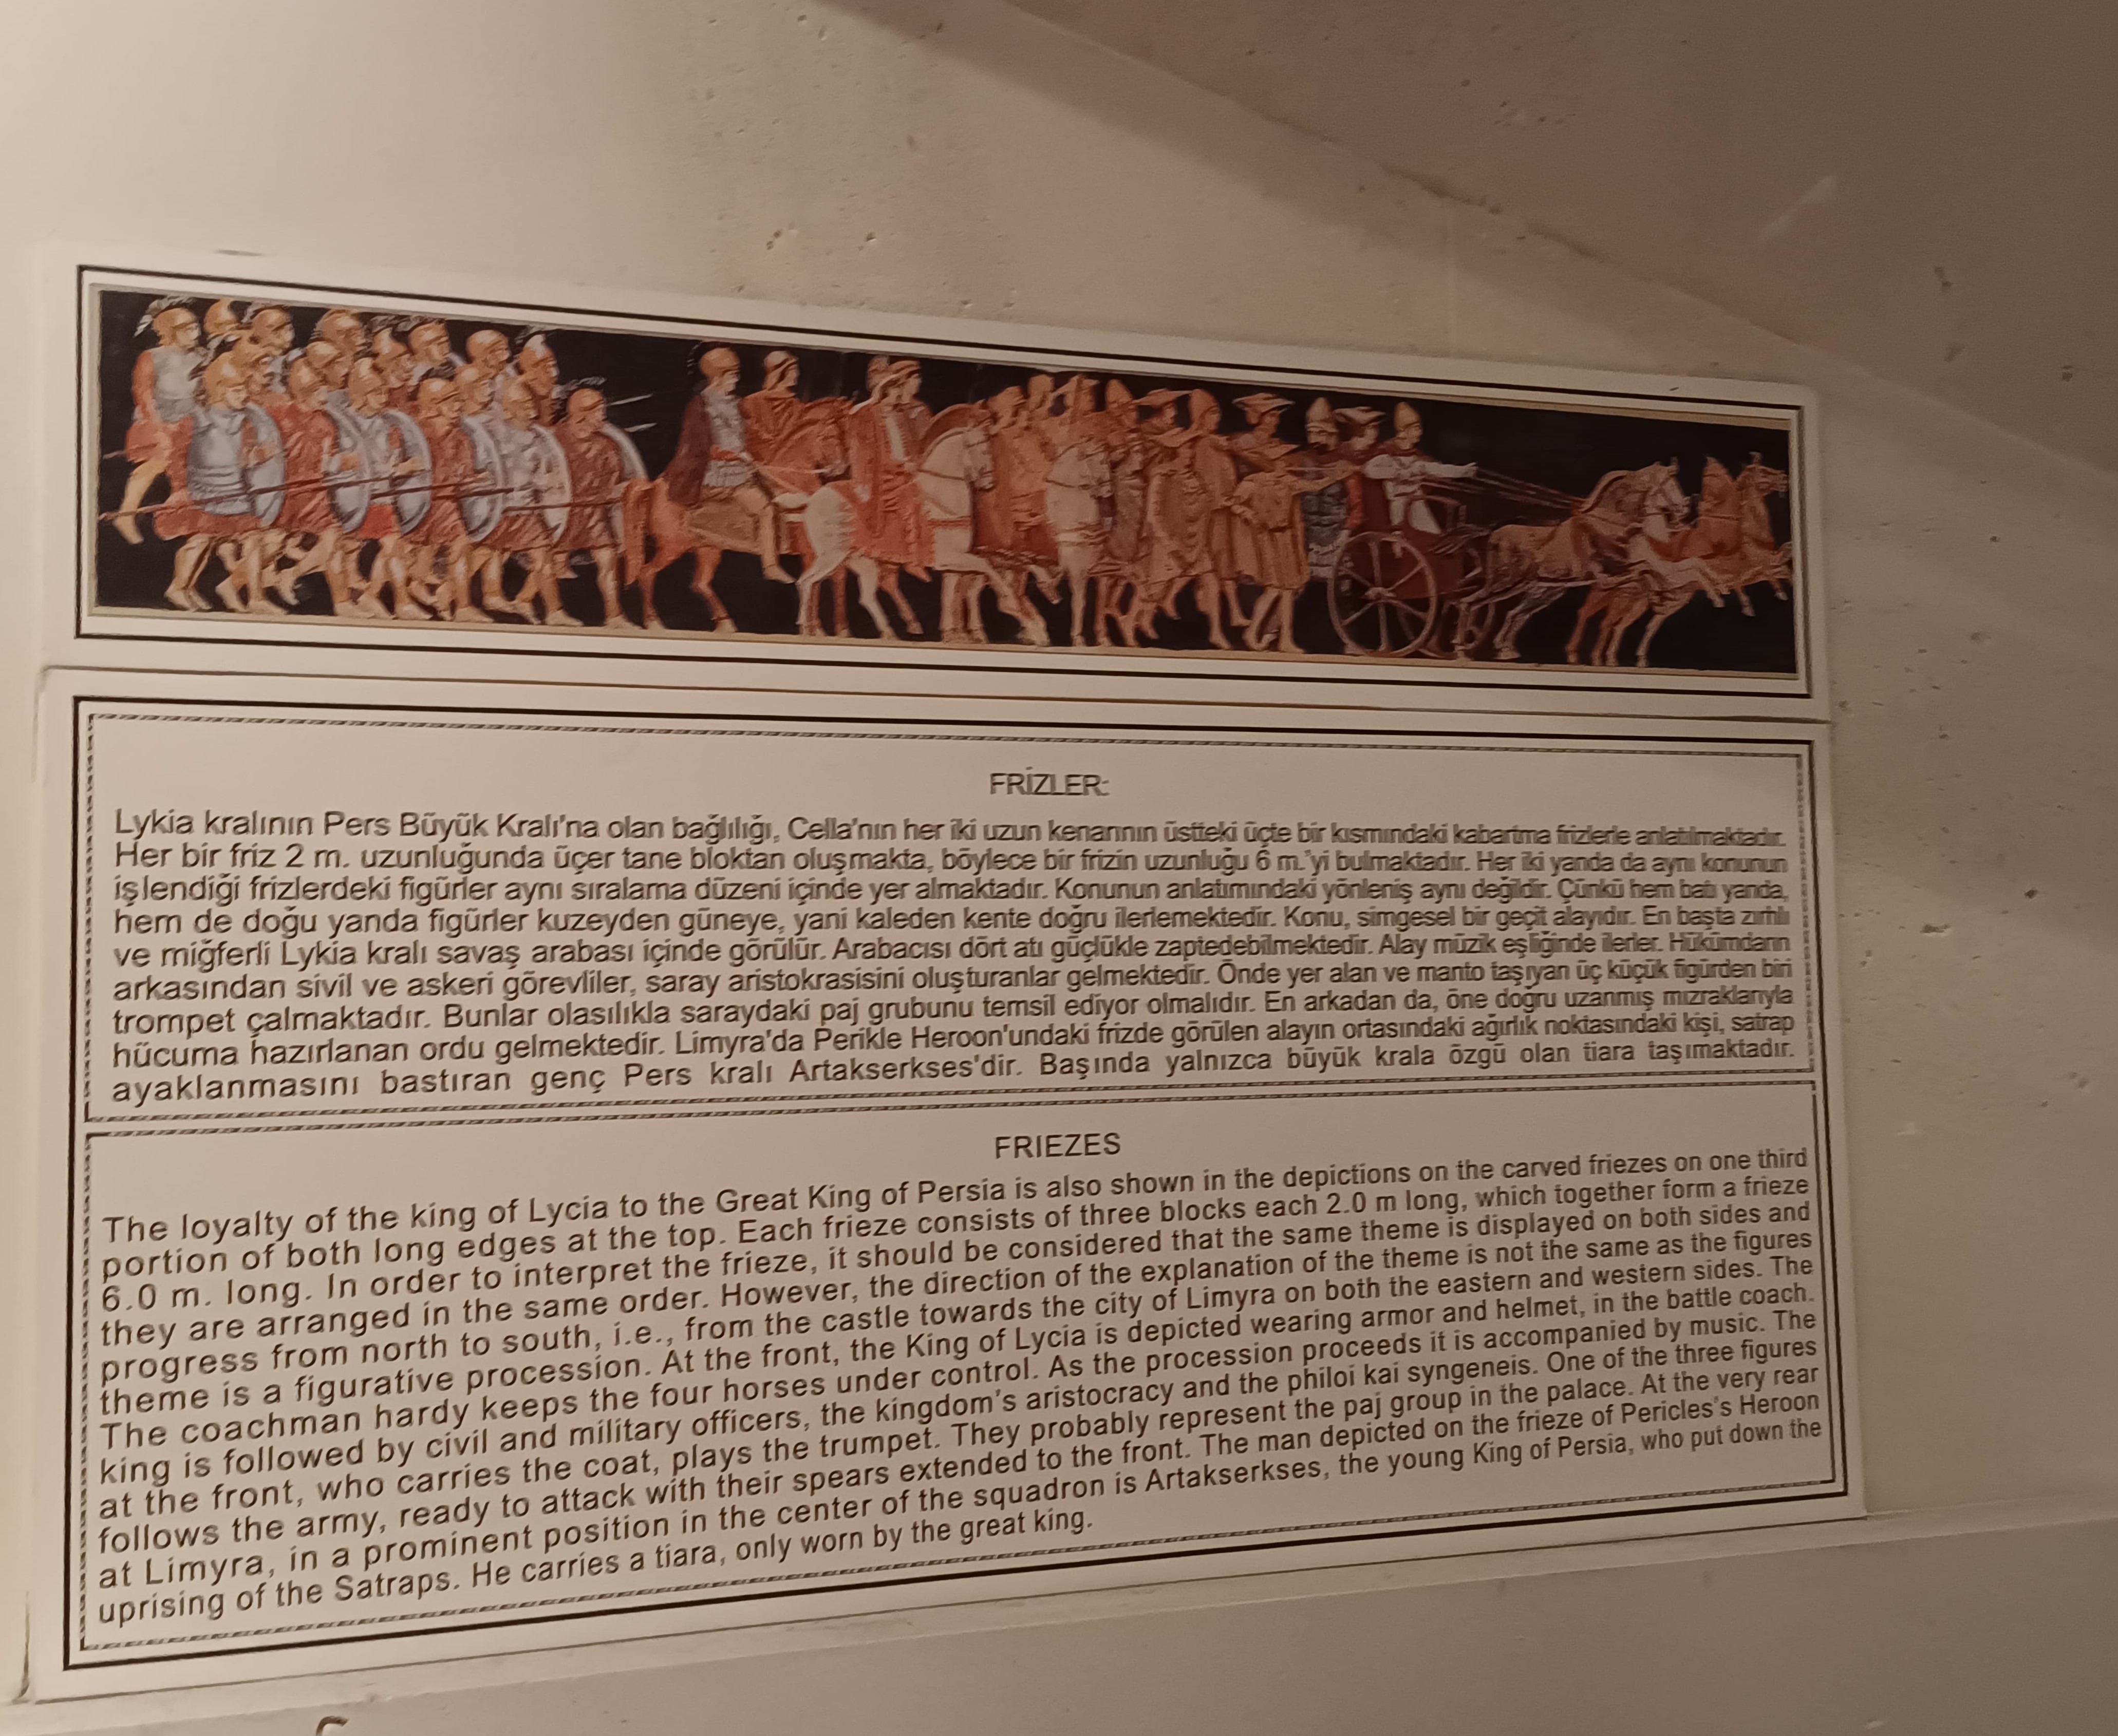 FRİZLER:
Lykia kralının Pers Büyük Kralı'na olan bağlılığı, Cella'nın her iki uzun kenarının üstteki üçte bir kısmındaki kabartma frizlerle anlatılmaktadır.
Her bir friz 2 m. uzunluğunda üçer tane bloktan oluşmakta, böylece bir frizin uzunluğu 6 m.'yi bulmaktadır. Her iki yanda da aynı konunun
işlendiği frizlerdeki figürler aynı sıralama düzeni içinde yer almaktadır. Konunun anlatımındaki yönleniş aynı değildir. Çünkü hem batı yanda,
hem de doğu yanda figürler kuzeyden güneye, yani kaleden kente doğru ilerlemektedir. Konu, simgesel bir geçit alayıdır. En başta zırhlı
ve miğferli Lykia kralı savaş arabası içinde görülür. Arabacısı dört atı güçlükle zaptedebilmektedir. Alay müzik eşliğinde ilerler. Hükümdarın
arkasından sivil ve askeri görevliler, saray aristokrasisini oluşturanlar gelmektedir. Önde yer alan ve manto taşıyan üç küçük figürden biri
trompet çalmaktadır. Bunlar olasılıkla saraydaki paj grubunu temsil ediyor olmalıdır. En arkadan da, öne doğru uzanmış mızraklarıyla
hücuma hazırlanan ordu gelmektedir. Limyra'da Perikle Heroon'undaki frizde görülen alayın ortasındaki ağırlık noktasındaki kişi, satrap
ayaklanmasını bastıran genç Pers kralı Artakserkses'dir. Başında yalnızca büyük krala özgü olan tiara taşımaktadır.
FRIEZES
The loyalty of the king of Lycia to the Great King of Persia is also shown in the depictions on the carved friezes on one third
portion of both long edges at the top. Each frieze consists of three blocks each 2.0 m long, which together form a frieze
6.0 m. long. In order to interpret the frieze, it should be considered that the same theme is displayed on both sides and
they are arranged in the same order. However, the direction of the explanation of the theme is not the same as the figures
progress from north to south, i.e., from the castle towards the city of Limyra on both the eastern and western sides. The
theme is a figurative procession. At the front, the King of Lycia is depicted wearing armor and helmet, in the battle coach.
The coachman hardy keeps the four horses under control. As the procession proceeds it is accompanied by music. The
king is followed by civil and military officers, the kingdom's aristocracy and the philoi kai syngeneis. One of the three figures
at the front, who carries the coat, plays the trumpet. They probably represent the paj group in the palace. At the very rear
follows the army, ready to attack with their spears extended to the front. The man depicted on the frieze of Pericles's Heroon
at Limyra, in a prominent position in the center of the squadron is Artakserkses, the young King of Persia, who put down the
uprising of the Satraps. He carries a tiara, only worn by the great king.